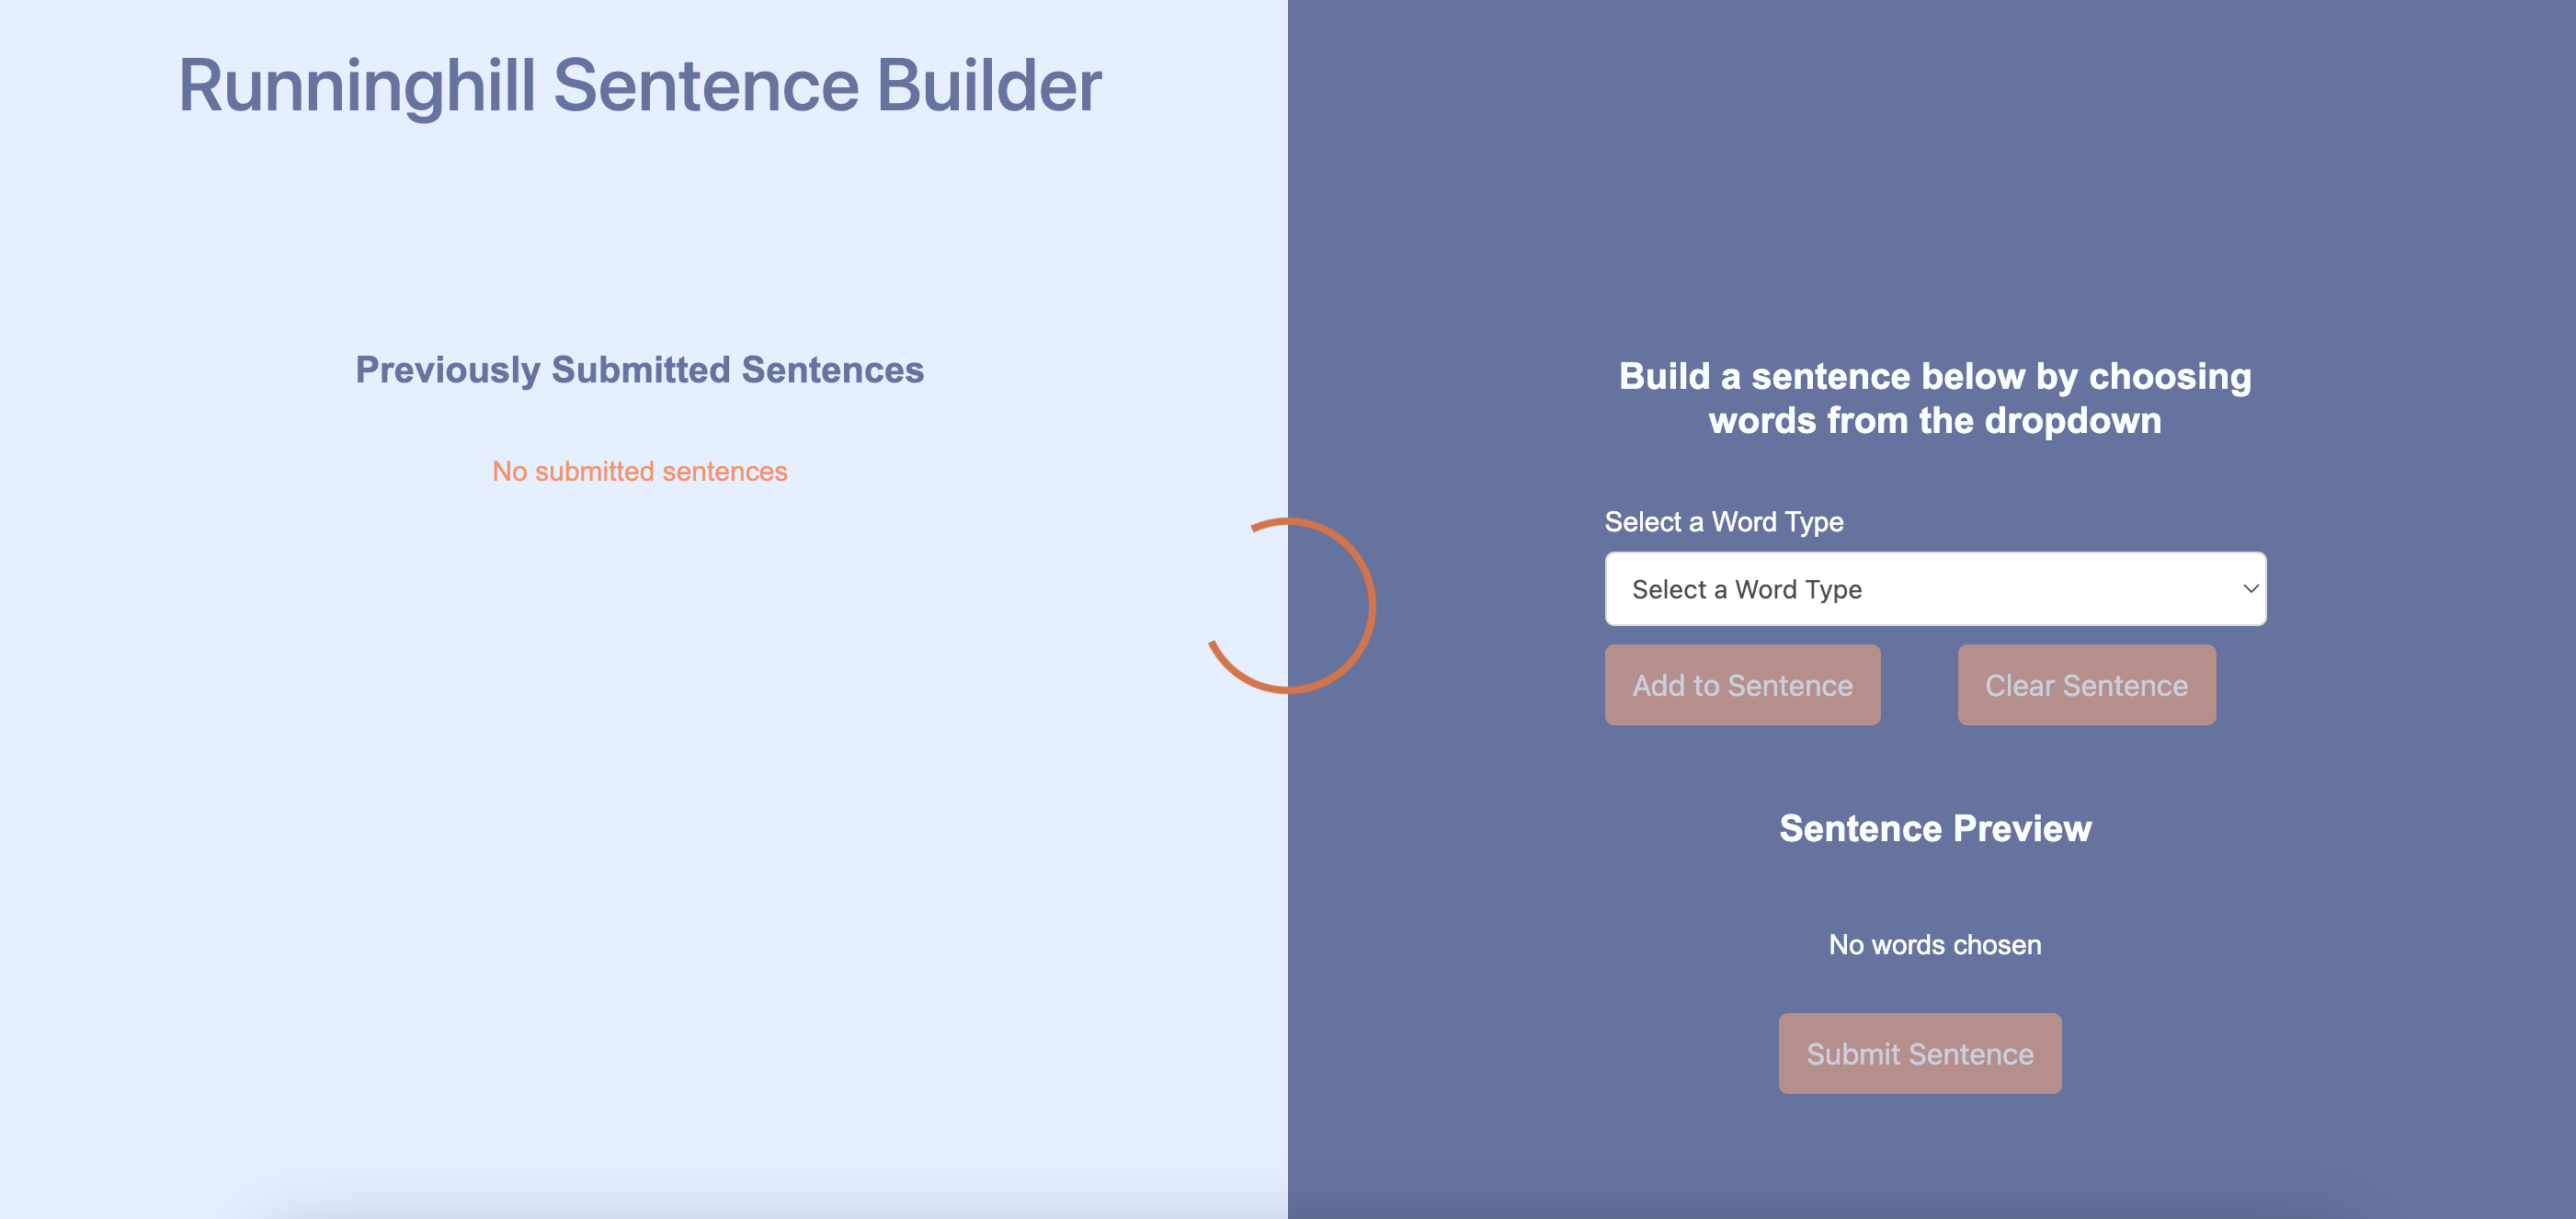 Runninghill Sentence Builder
Previously Submitted Sentences
No submitted sentences
Build a sentence below by choosing
words from the dropdown
Select a Word Type
Select a Word Type
Add to Sentence
Clear Sentence
Sentence Preview
No words chosen
Submit Sentence